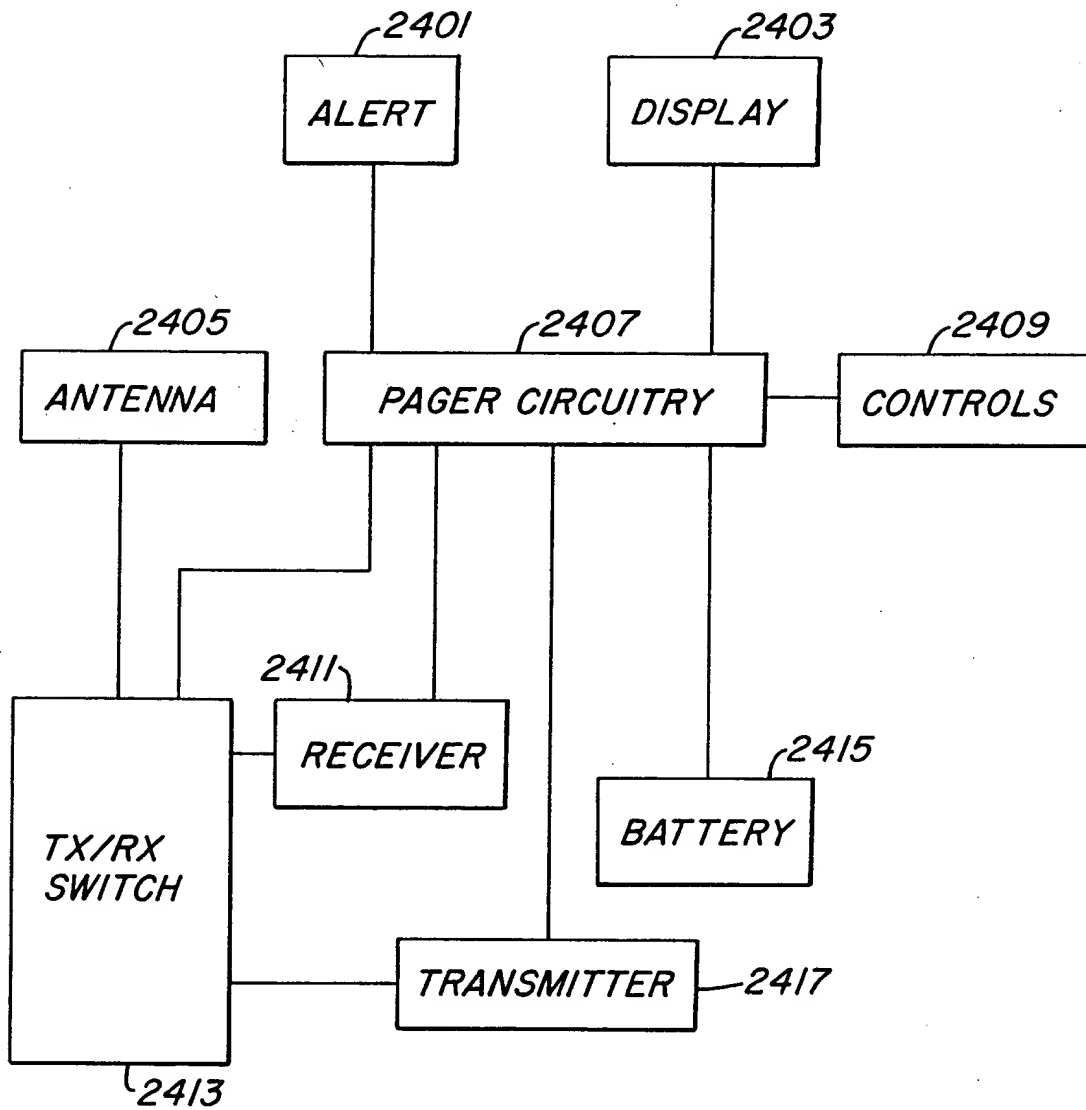 2401
2403
ALERT
DISPLAY
2405
2407
2409
ANTENNA
PAGER CIRCUITRY
CONTROLS
2411
RECEIVER
2415
BATTERY
TX/RX
SWITCH
TRANSMITTER
2417
2413